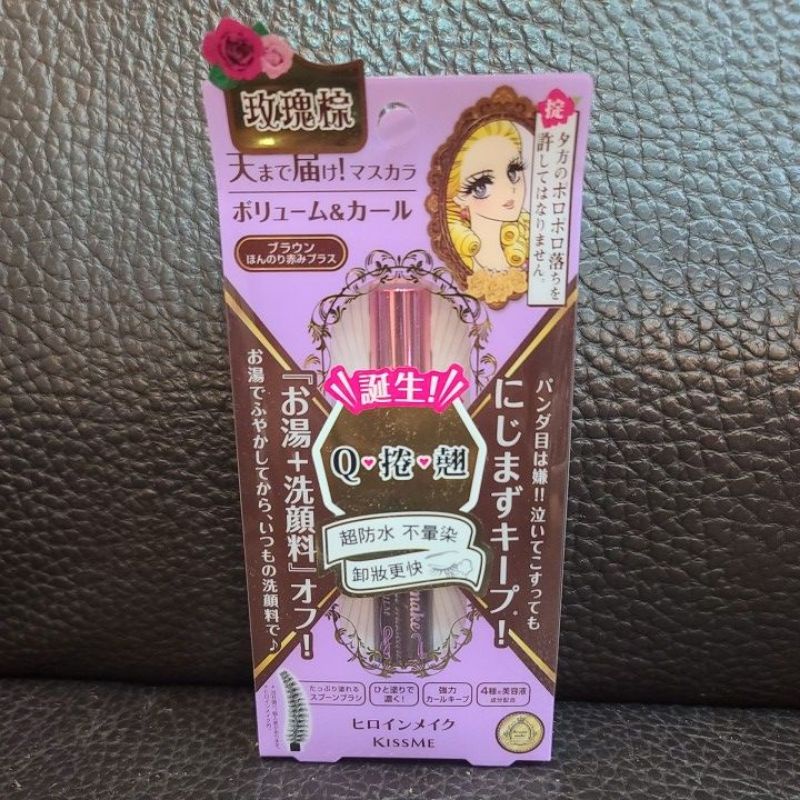 玫瑰棕
天まで届け!マスカラ
ボリューム&カール
ブラウン
ほんのり赤みプラス
掟
夕方のボロボロ落ちを
許してはなりません。
誕生!
Q♥捲♥翹
超防水 不暈染
卸妝更快
パンダ目は嫌!!泣いてこすっても
にじまずキープ!
『お湯+洗顔料』オフ!
お湯でふやかしてから、いつもの洗顔料で♪
make
たっぷり塗れる
スプーンブラシ
ひと塗りで
濃く!
強力
カールキープ
4種の美容液
成分配合
ヒロインメイク
KISSME